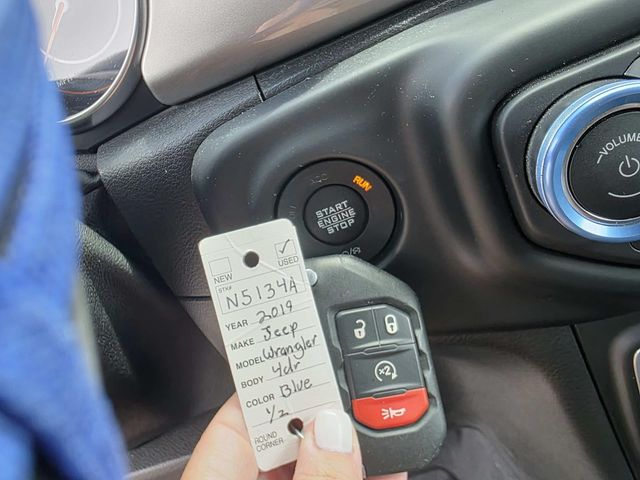 VOLUME
ACC
RUN
START
ENGINE
STOP
✓
NEW
USED
STK#
N5134A
YEAR 2019
MAKE Jeep
MODEL Wrangler
BODY 4dr
COLOR Blue
1/2
ROUND
CORNER
x2